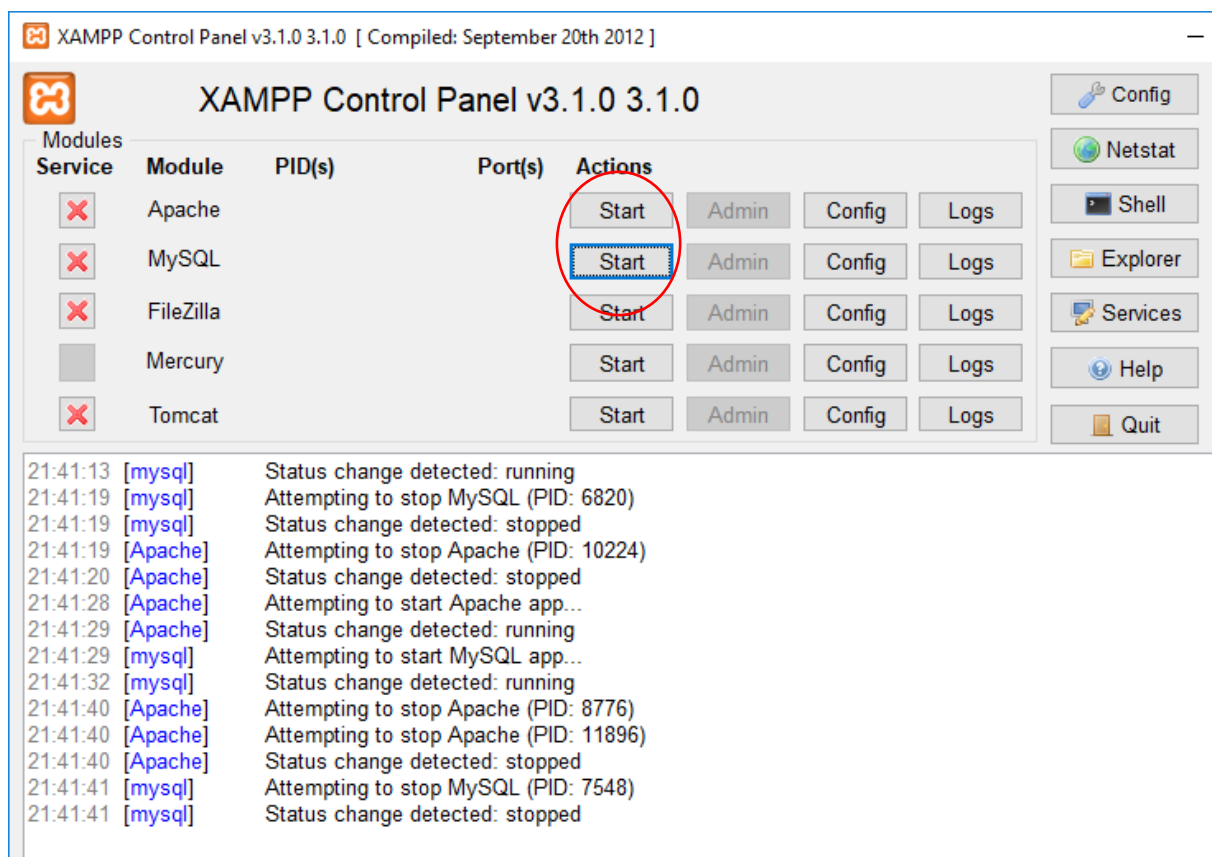 XAMPP Control Panel v3.1.0 3.1.0 [ Compiled: September 20th 2012 ]
XAMPP Control Panel v3.1.0 3.1.0
Config
Modules
Netstat
Service Module PID(s) Port(s) Actions
Apache Start Admin Config Logs
Shell
MySQL Start Admin Config Logs
Explorer
FileZilla Start Admin Config Logs
Services
Mercury Start Admin Config Logs
Help
Tomcat Start Admin Config Logs
Quit
21:41:13 [mysql] Status change detected: running
21:41:19 [mysql] Attempting to stop MySQL (PID: 6820)
21:41:19 [mysql] Status change detected: stopped
21:41:19 [Apache] Attempting to stop Apache (PID: 10224)
21:41:20 [Apache] Status change detected: stopped
21:41:28 [Apache] Attempting to start Apache app...
21:41:29 [Apache] Status change detected: running
21:41:29 [mysql] Attempting to start MySQL app...
21:41:32 [mysql] Status change detected: running
21:41:40 [Apache] Attempting to stop Apache (PID: 8776)
21:41:40 [Apache] Attempting to stop Apache (PID: 11896)
21:41:40 [Apache] Status change detected: stopped
21:41:41 [mysql] Attempting to stop MySQL (PID: 7548)
21:41:41 [mysql] Status change detected: stopped